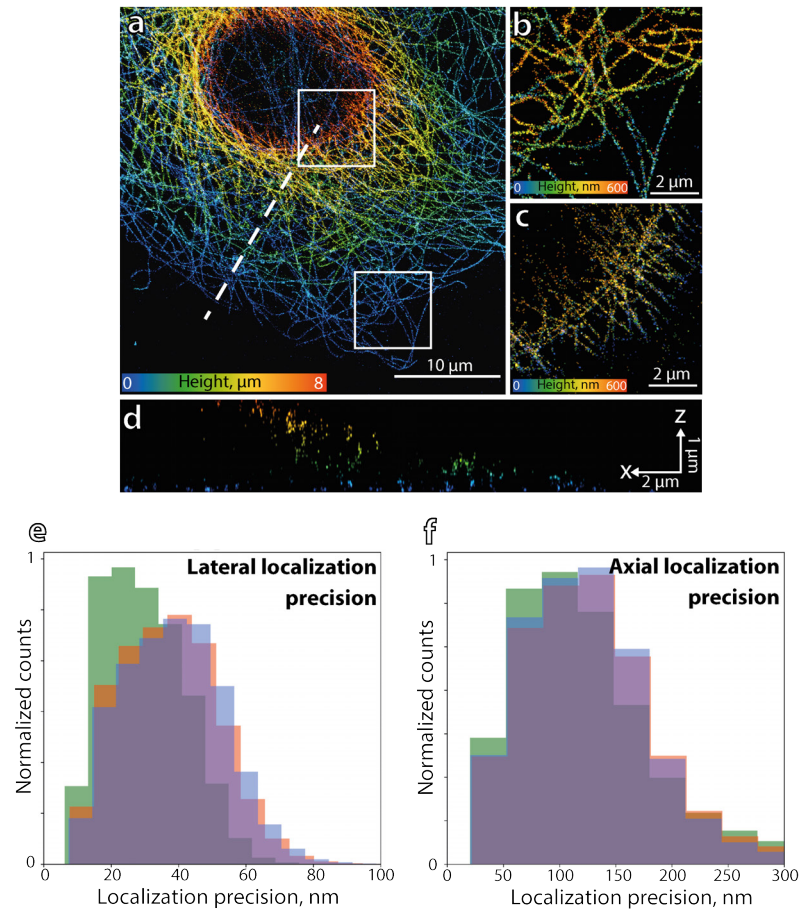 a
0 Height, μm 8
10 μm
b
0 Height, nm 600
2 μm
c
0 Height, nm 600
2 μm
d
Z
1 μm
X
2 μm
e
Lateral localization
precision
1
Normalized counts
0
0 20 40 60 80 100
Localization precision, nm
f
Axial localization
precision
1
Normalized counts
0
0 50 100 150 200 250 300
Localization precision, nm